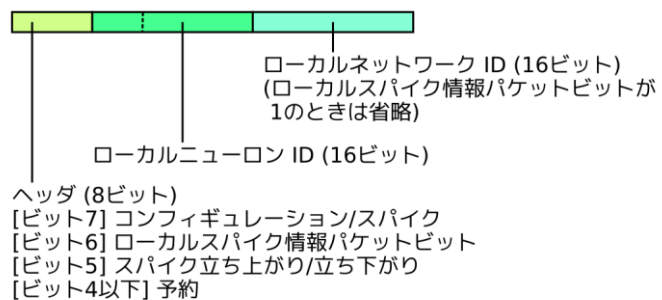 ローカルネットワーク ID (16ビット)
(ローカルスパイク情報パケットビットが
1のときは省略)
ローカルニューロン ID (16ビット)
ヘッダ (8ビット)
[ビット7] コンフィギュレーション/スパイク
[ビット6] ローカルスパイク情報パケットビット
[ビット5] スパイク立ち上がり/立ち下がり
[ビット4以下] 予約